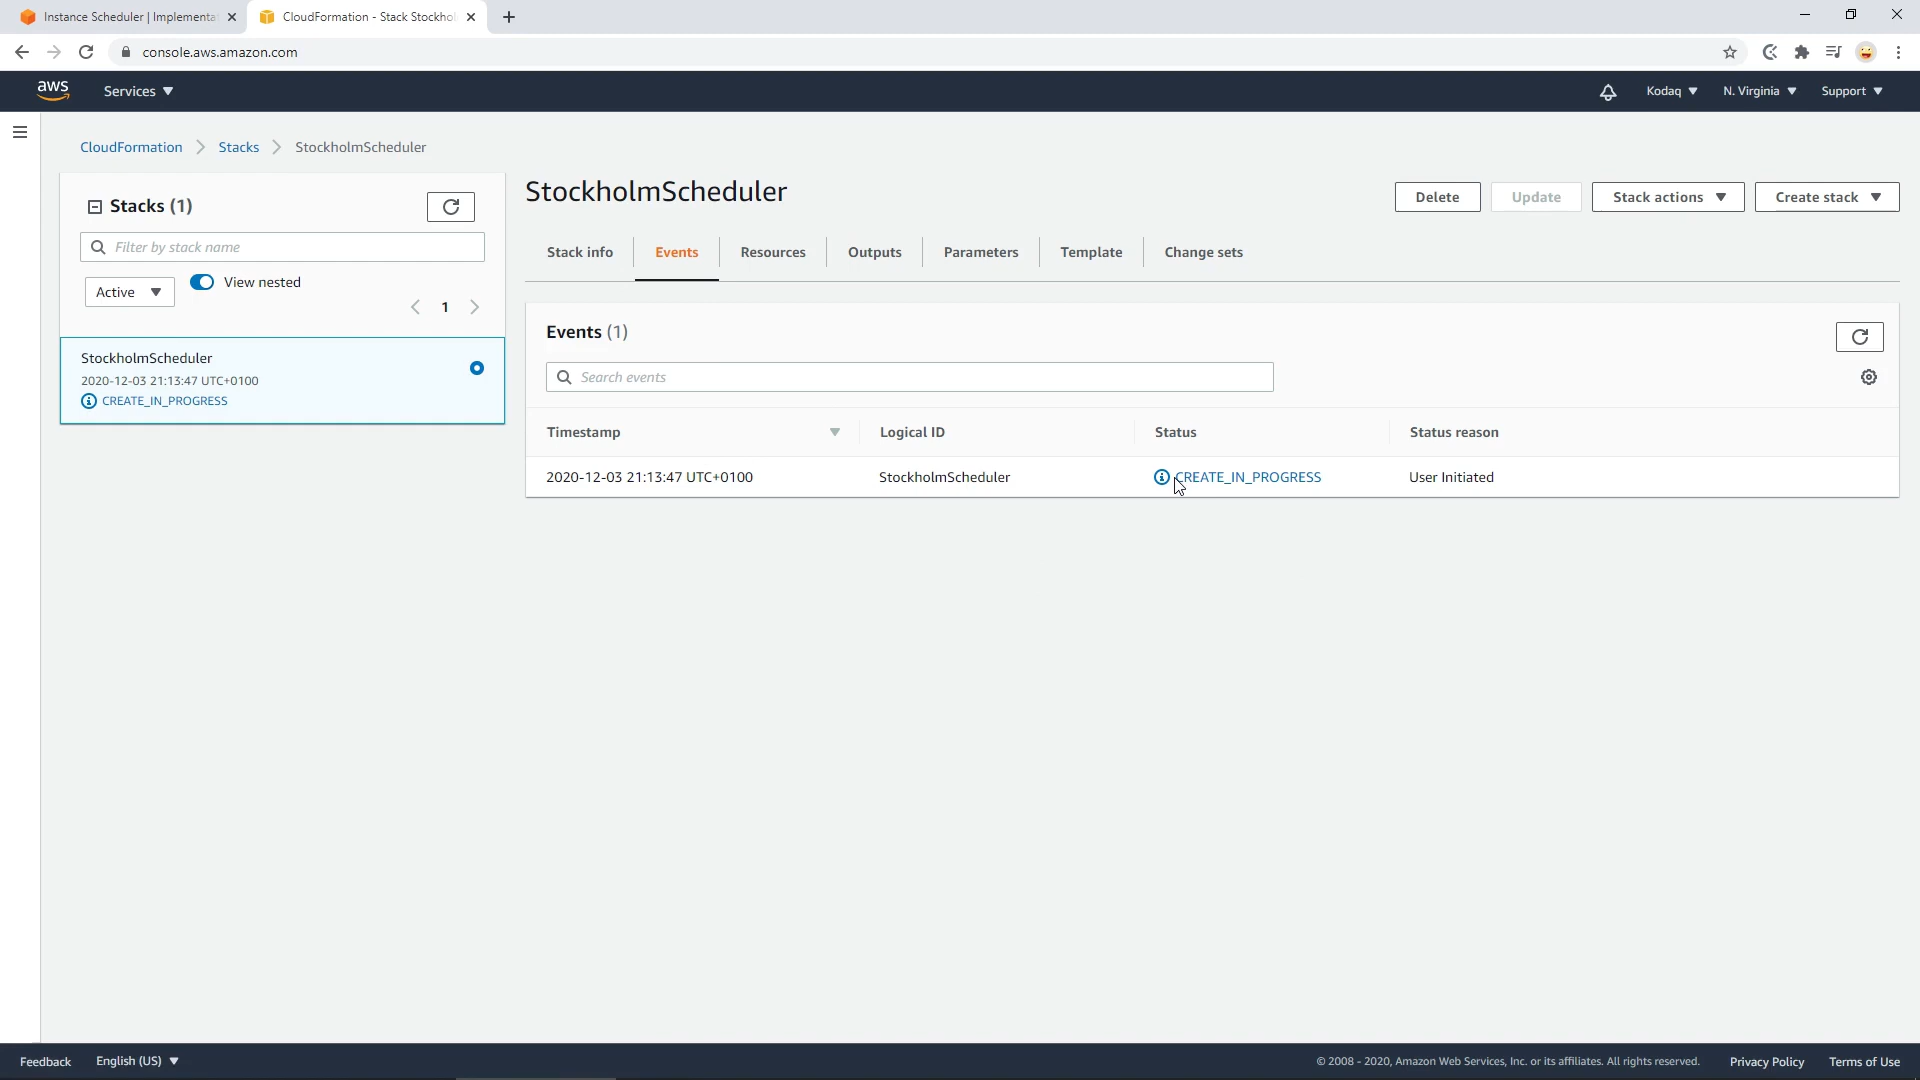 Instance Scheduler | Implementa
CloudFormation - Stack Stockhol
console.aws.amazon.com
aws
Services
Kodaq
N. Virginia
Support
CloudFormation
Stacks
StockholmScheduler
Stacks (1)
Filter by stack name
Active
View nested
1
StockholmScheduler
2020-12-03 21:13:47 UTC+0100
CREATE_IN_PROGRESS
StockholmScheduler
Delete
Update
Stack actions
Create stack
Stack info
Events
Resources
Outputs
Parameters
Template
Change sets
Events (1)
Search events
Timestamp
Logical ID
Status
Status reason
2020-12-03 21:13:47 UTC+0100
StockholmScheduler
CREATE_IN_PROGRESS
User Initiated
Feedback
English (US)
© 2008 - 2020, Amazon Web Services, Inc. or its affiliates. All rights reserved.
Privacy Policy
Terms of Use